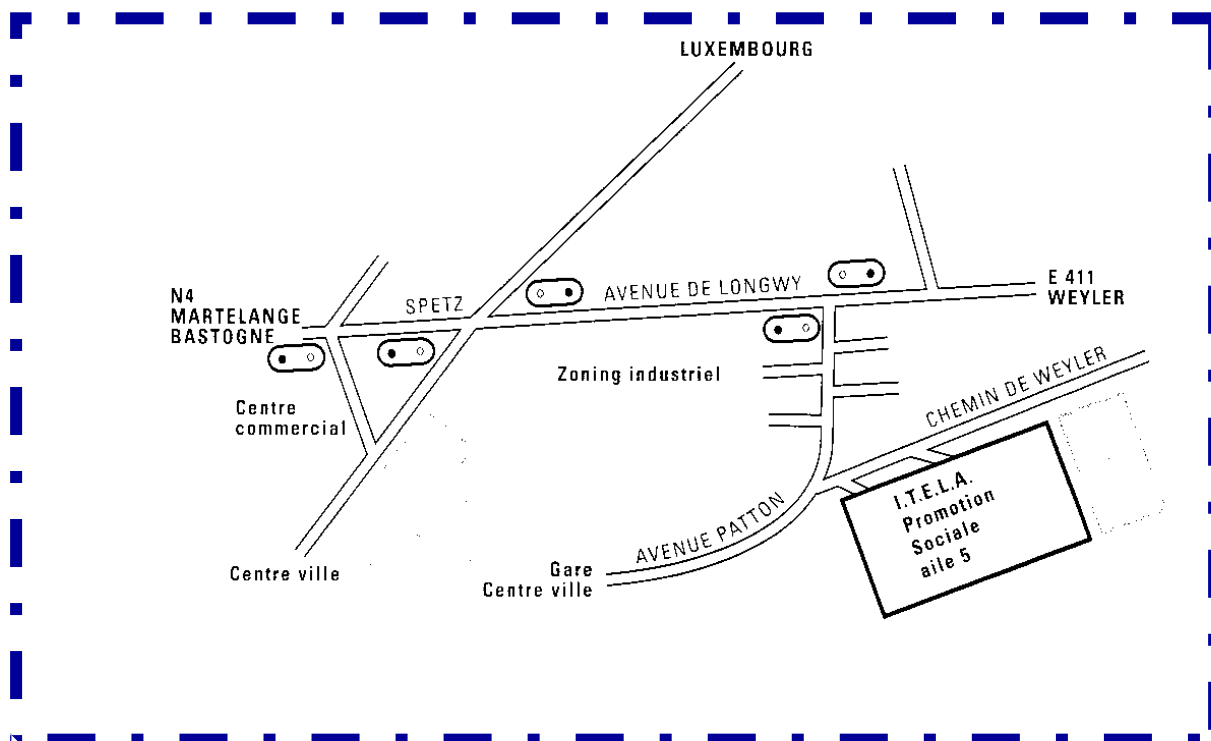 LUXEMBOURG
N4
MARTELANGE
BASTOGNE
SPETZ
AVENUE DE LONGWY
E 411
WEYLER
Zoning industriel
Centre
commercial
CHEMIN DE WEYLER
I.T.E.L.A.
Promotion
Sociale
aile 5
AVENUE PATTON
Gare
Centre ville
Centre ville